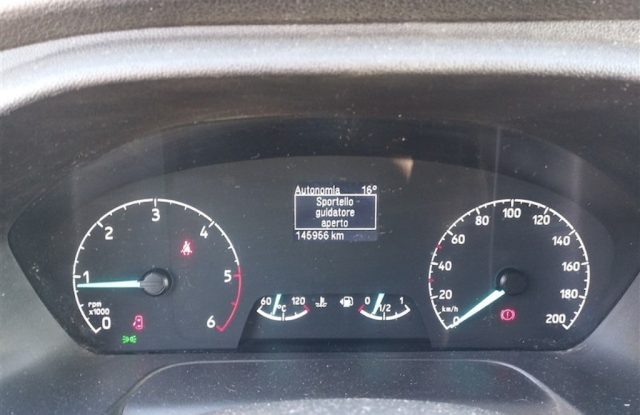 Autonomia 16°
Sportello
guidatore
aperto
145956 km
0 1 2 3 4 5 6
rpm
x1000
0 20 40 60 80 100 120 140 160 180 200
km/h
60 120
°C
0 1/2 1